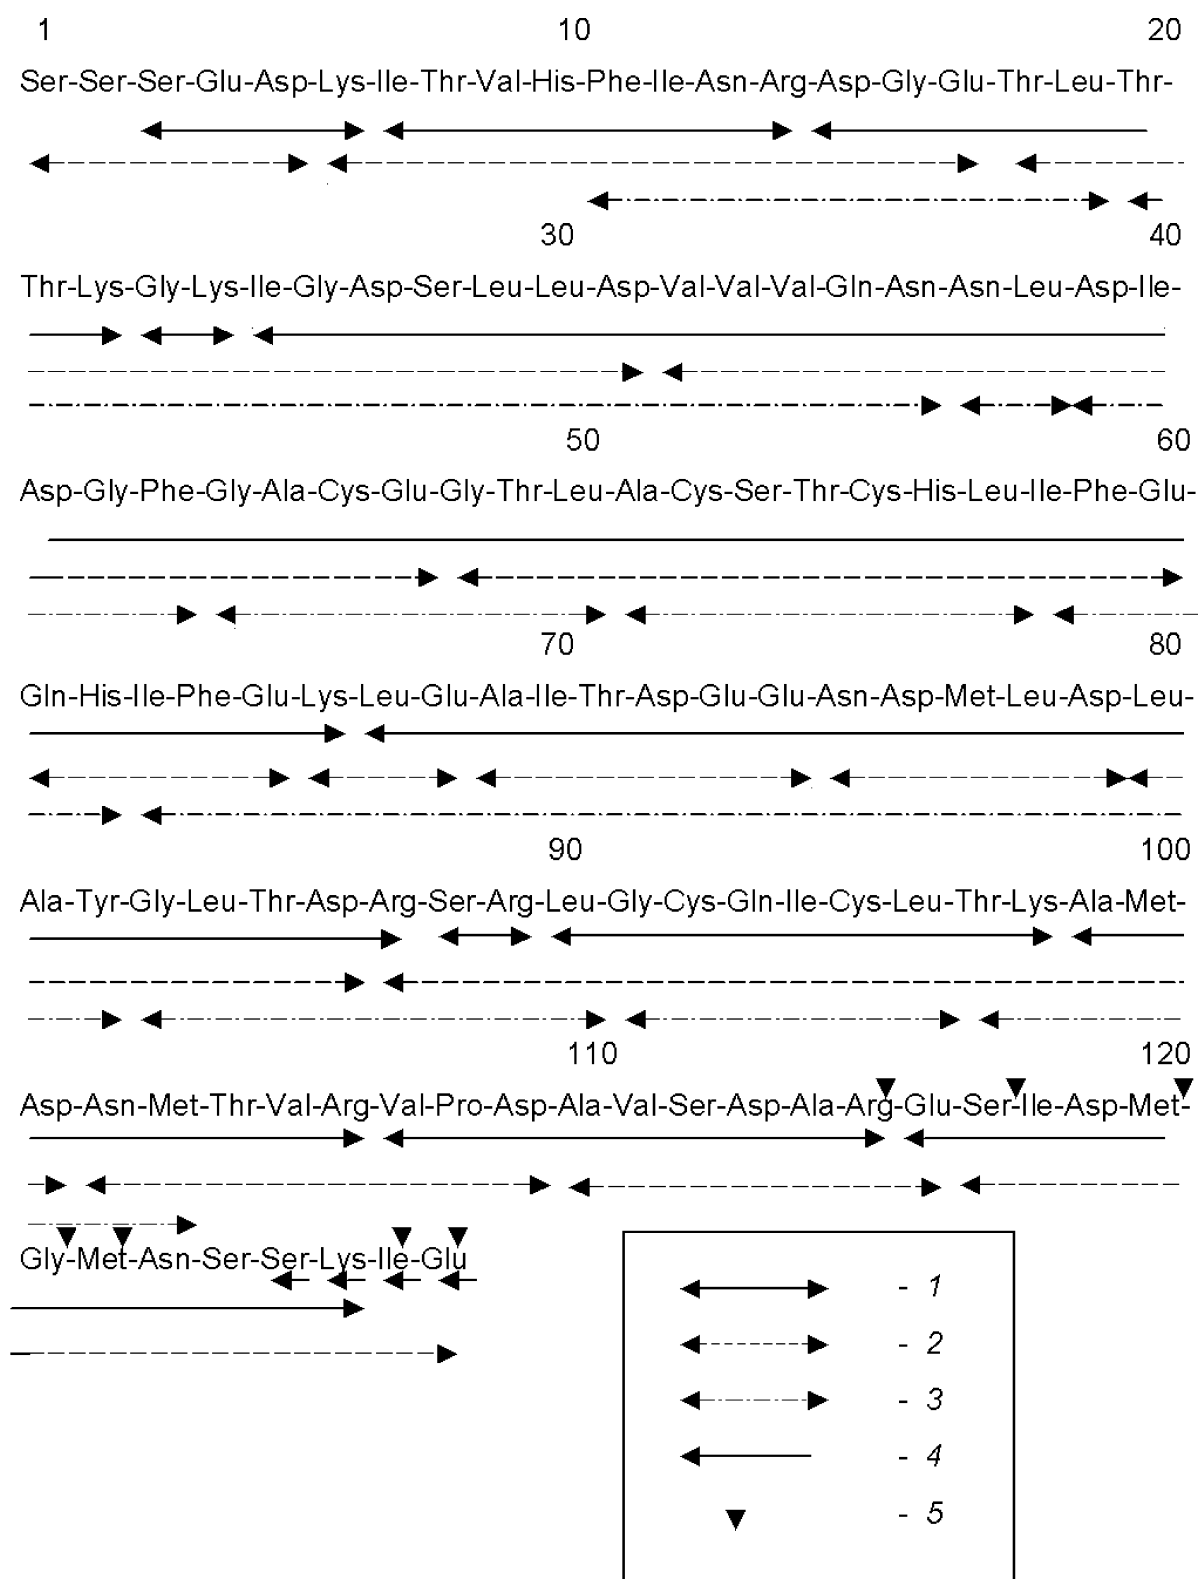 1 10 20
Ser-Ser-Ser-Glu-Asp-Lys-Ile-Thr-Val-His-Phe-Ile-Asn-Arg-Asp-Gly-Glu-Thr-Leu-Thr-
30 40
Thr-Lys-Gly-Lys-Ile-Gly-Asp-Ser-Leu-Leu-Asp-Val-Val-Val-Gln-Asn-Asn-Leu-Asp-Ile-
50 60
Asp-Gly-Phe-Gly-Ala-Cys-Glu-Gly-Thr-Leu-Ala-Cys-Ser-Thr-Cys-His-Leu-Ile-Phe-Glu-
70 80
Gln-His-Ile-Phe-Glu-Lys-Leu-Glu-Ala-Ile-Thr-Asp-Glu-Glu-Asn-Asp-Met-Leu-Asp-Leu-
90 100
Ala-Tyr-Gly-Leu-Thr-Asp-Arg-Ser-Arg-Leu-Gly-Cys-Gln-Ile-Cys-Leu-Thr-Lys-Ala-Met-
110 120
Asp-Asn-Met-Thr-Val-Arg-Val-Pro-Asp-Ala-Val-Ser-Asp-Ala-Arg-Glu-Ser-Ile-Asp-Met-
Gly-Met-Asn-Ser-Ser-Lys-Ile-Glu
- 1
- 2
- 3
- 4
- 5